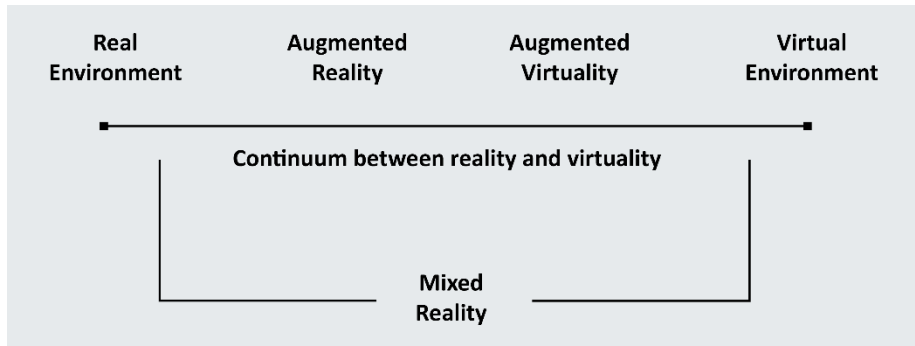 Real
Environment
Augmented
Reality
Augmented
Virtuality
Virtual
Environment
Continuum between reality and virtuality
Mixed
Reality